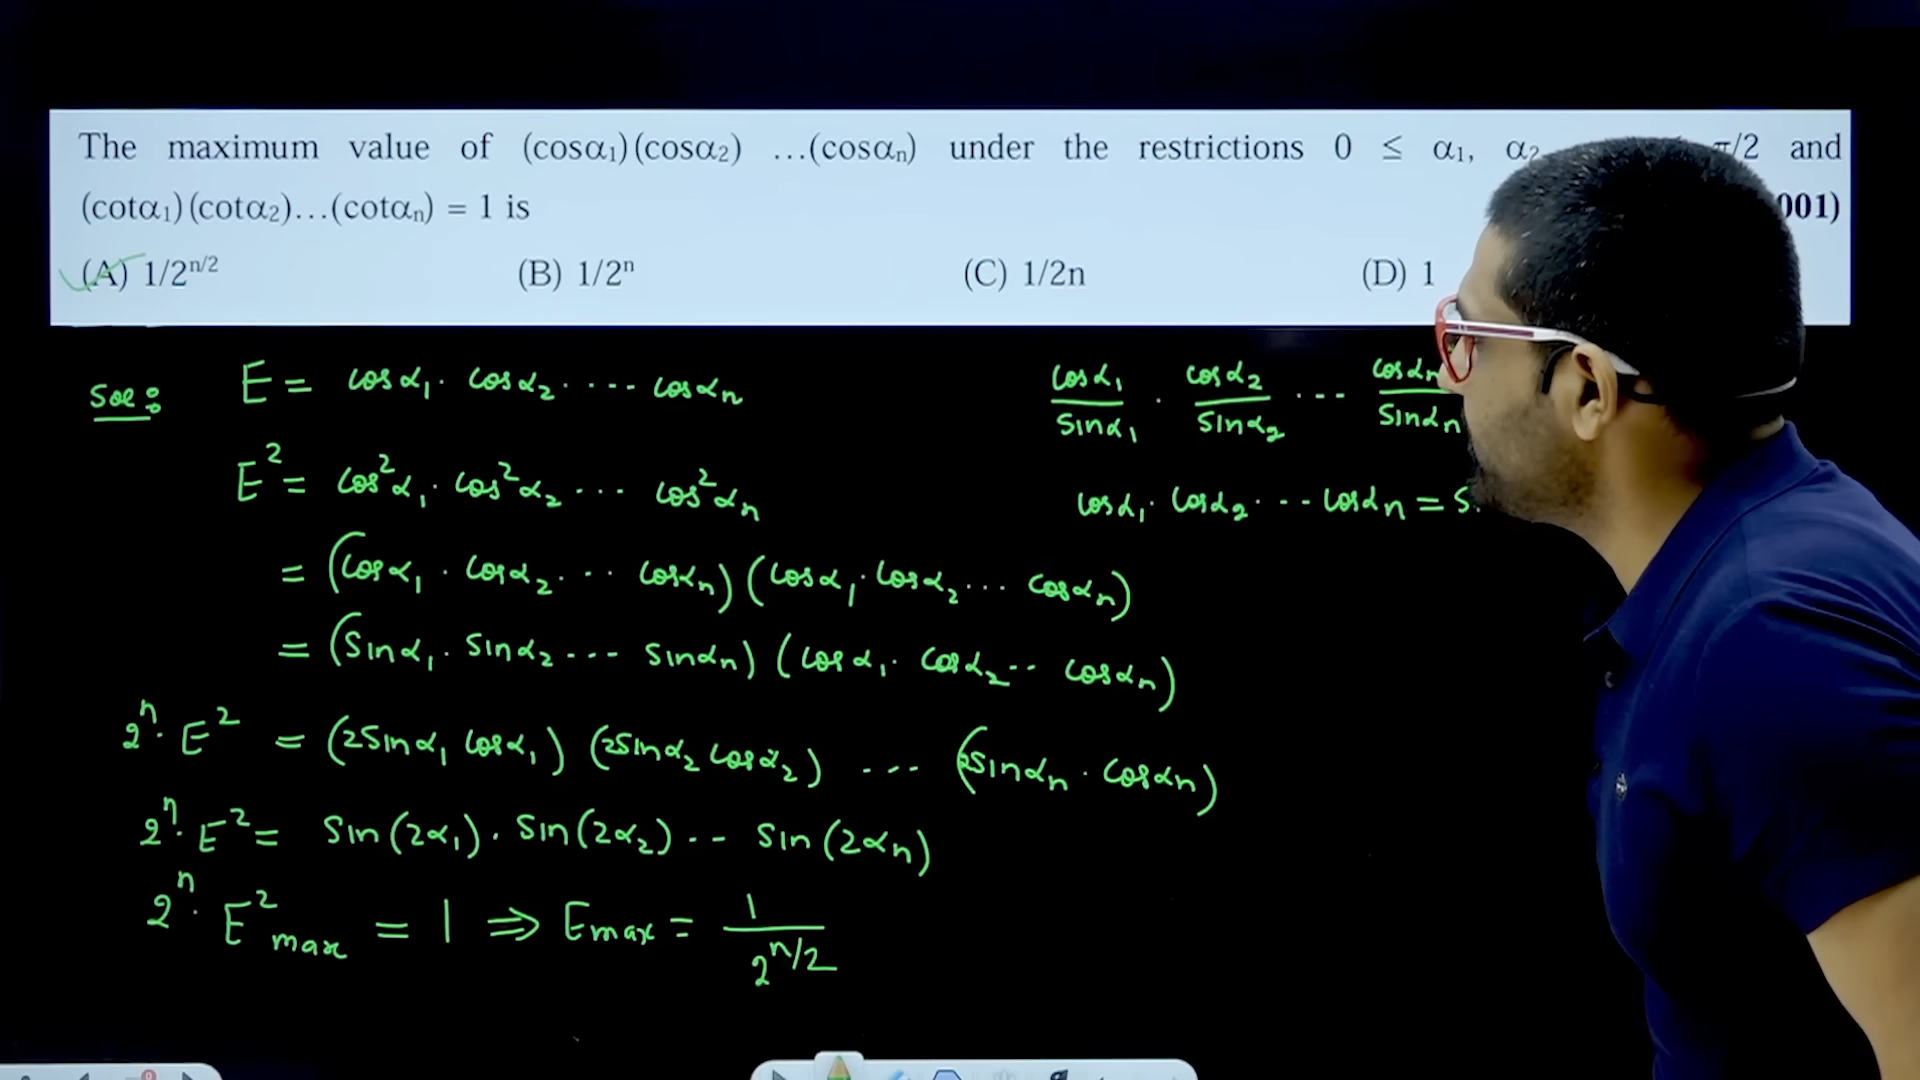 The maximum value of (cosα₁)(cosα₂) ...(cosαₙ) under the restrictions 0 ≤ α₁, α₂ π/2 and
(cotα₁)(cotα₂)...(cotαₙ) = 1 is 001)
(A) 1/2^{n/2} (B) 1/2ⁿ (C) 1/2n (D) 1
Sol:
E = cosα₁ · cosα₂ · ... cosαₙ
E² = cos²α₁ · cos²α₂ · ... cos²αₙ
= (cosα₁ · cosα₂ · ... cosαₙ)(cosα₁ · cosα₂ ... cosαₙ)
= (sinα₁ · sinα₂ ... sinαₙ)(cosα₁ · cosα₂ .. cosαₙ)
2ⁿ · E² = (2sinα₁ cosα₁)(2sinα₂ cosα₂) ... (2sinαₙ · cosαₙ)
2ⁿ · E² = sin(2α₁) · sin(2α₂) .. sin(2αₙ)
2ⁿ · E²max = 1 ⇒ Emax = 1/2^{n/2}
cosα₁/sinα₁ · cosα₂/sinα₂ ... cosαₙ/sinαₙ
cosα₁ · cosα₂ · ... cosαₙ = s